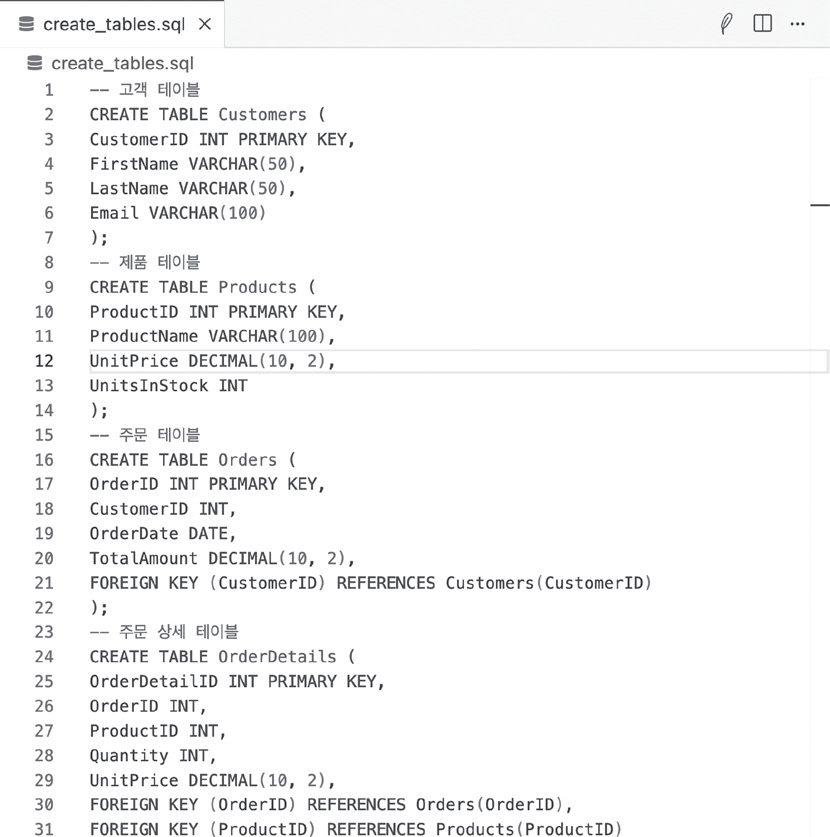 create_tables.sql
create_tables.sql
1 -- 고객 테이블
2 CREATE TABLE Customers (
3 CustomerID INT PRIMARY KEY,
4 FirstName VARCHAR(50),
5 LastName VARCHAR(50),
6 Email VARCHAR(100)
7 );
8 -- 제품 테이블
9 CREATE TABLE Products (
10 ProductID INT PRIMARY KEY,
11 ProductName VARCHAR(100),
12 UnitPrice DECIMAL(10, 2),
13 UnitsInStock INT
14 );
15 -- 주문 테이블
16 CREATE TABLE Orders (
17 OrderID INT PRIMARY KEY,
18 CustomerID INT,
19 OrderDate DATE,
20 TotalAmount DECIMAL(10, 2),
21 FOREIGN KEY (CustomerID) REFERENCES Customers(CustomerID)
22 );
23 -- 주문 상세 테이블
24 CREATE TABLE OrderDetails (
25 OrderDetailID INT PRIMARY KEY,
26 OrderID INT,
27 ProductID INT,
28 Quantity INT,
29 UnitPrice DECIMAL(10, 2),
30 FOREIGN KEY (OrderID) REFERENCES Orders(OrderID),
31 FOREIGN KEY (ProductID) REFERENCES Products(ProductID)